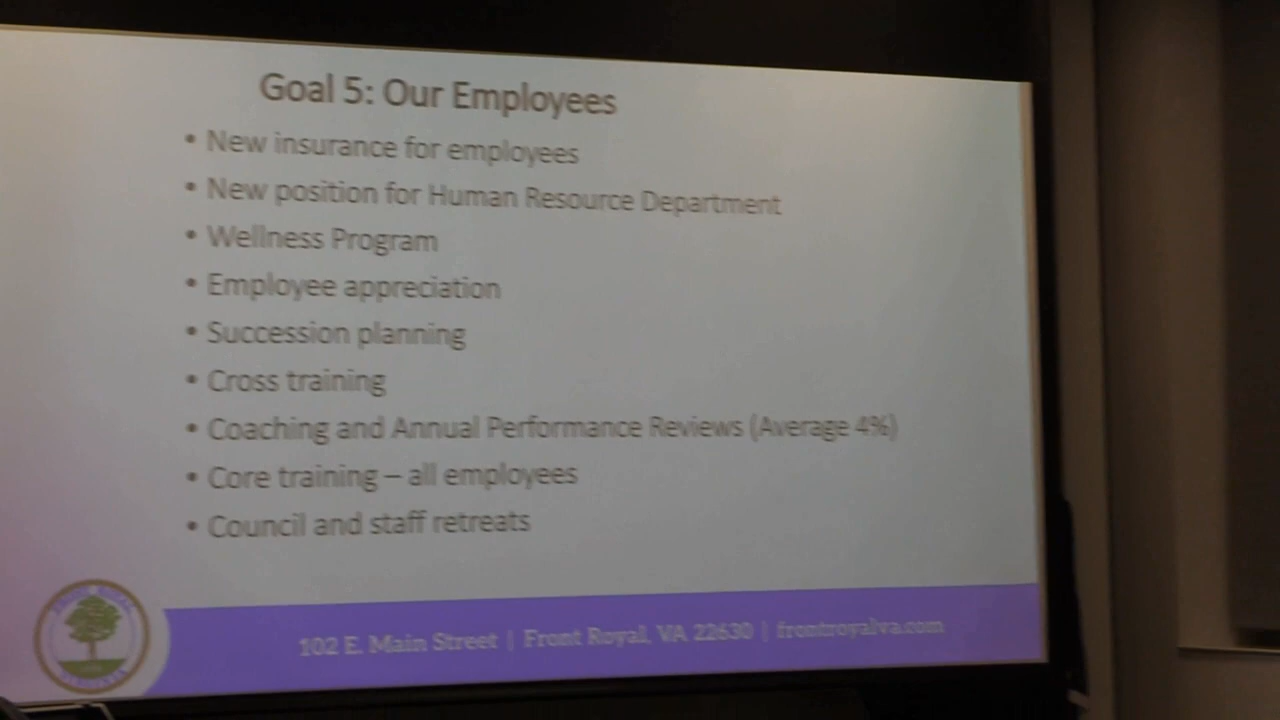 Goal 5: Our Employees
• New insurance for employees
• New position for Human Resource Department
• Wellness Program
• Employee appreciation
• Succession planning
• Cross training
• Coaching and Annual Performance Reviews (Average 4%)
• Core training – all employees
• Council and staff retreats
102 E. Main Street | Front Royal, VA 22630 | frontroyalva.com